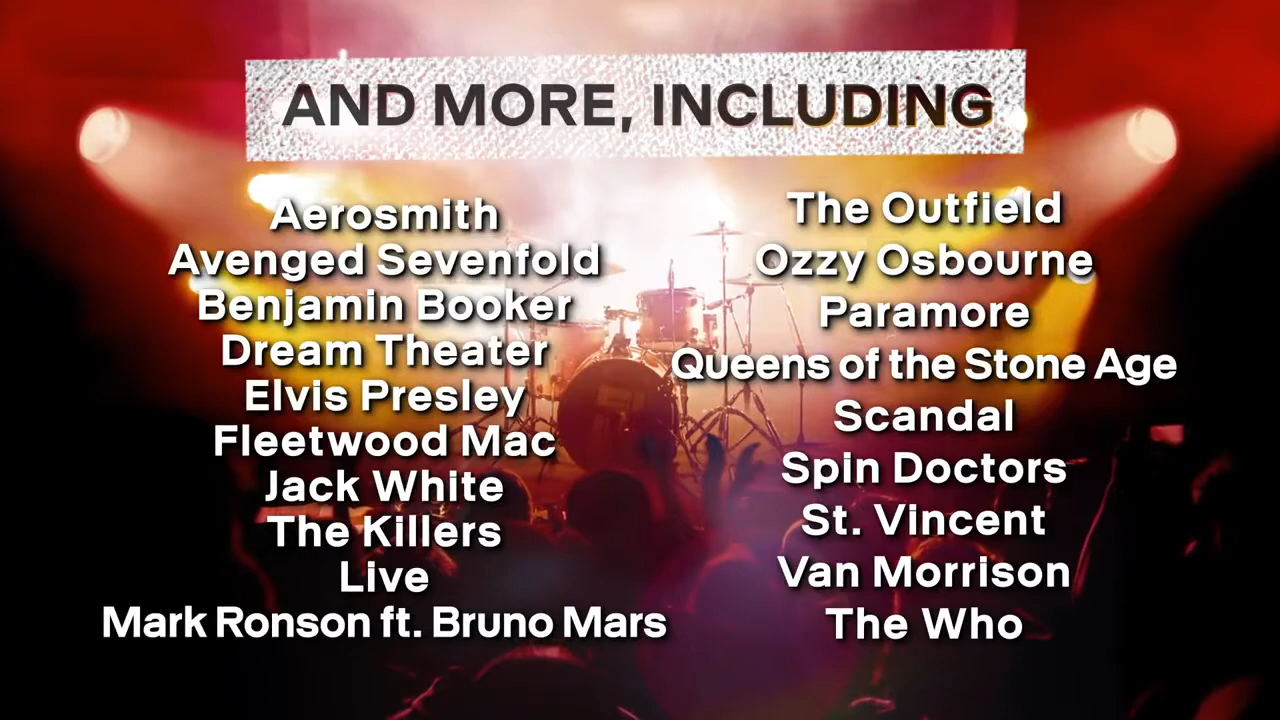 AND MORE, INCLUDING
Aerosmith
Avenged Sevenfold
Benjamin Booker
Dream Theater
Elvis Presley
Fleetwood Mac
Jack White
The Killers
Live
Mark Ronson ft. Bruno Mars
The Outfield
Ozzy Osbourne
Paramore
Queens of the Stone Age
Scandal
Spin Doctors
St. Vincent
Van Morrison
The Who